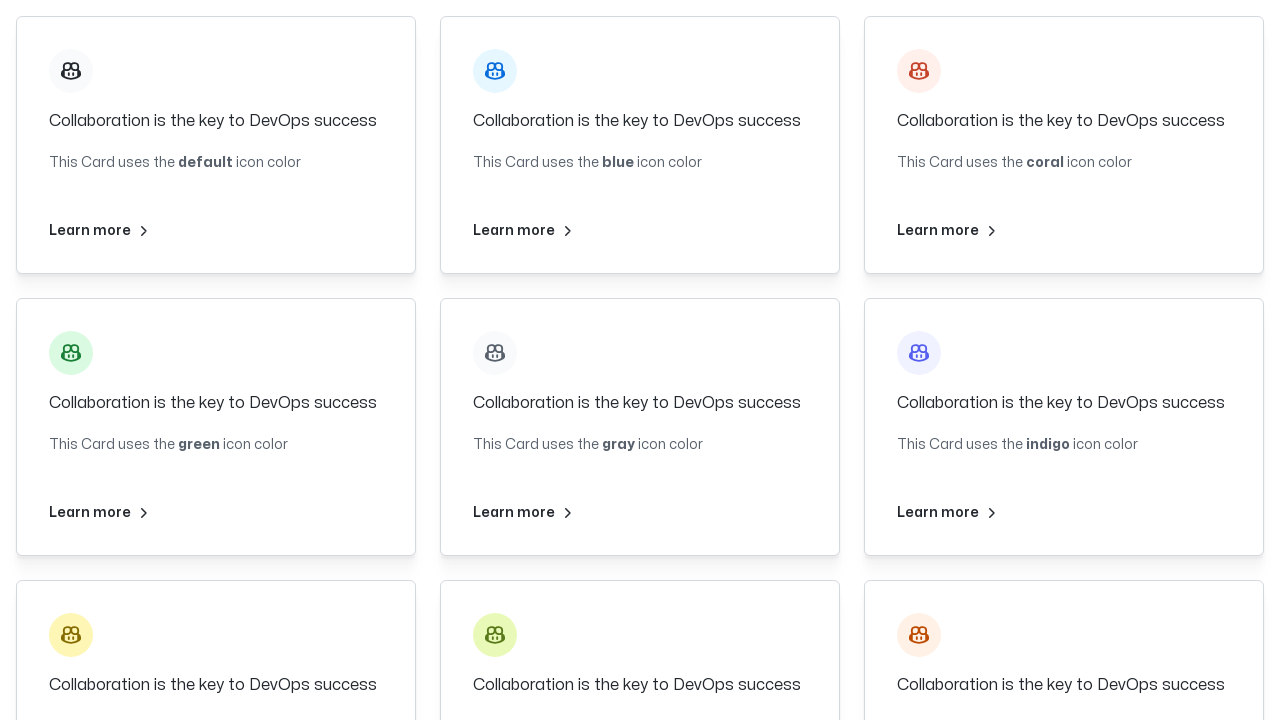 Collaboration is the key to DevOps success
This Card uses the default icon color
Learn more
Collaboration is the key to DevOps success
This Card uses the blue icon color
Learn more
Collaboration is the key to DevOps success
This Card uses the coral icon color
Learn more
Collaboration is the key to DevOps success
This Card uses the green icon color
Learn more
Collaboration is the key to DevOps success
This Card uses the gray icon color
Learn more
Collaboration is the key to DevOps success
This Card uses the indigo icon color
Learn more
Collaboration is the key to DevOps success
Collaboration is the key to DevOps success
Collaboration is the key to DevOps success